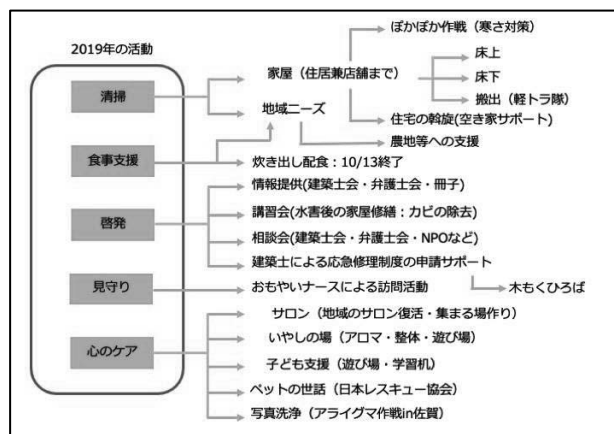 2019年の活動
清掃
食事支援
啓発
見守り
心のケア
ぽかぽか作戦（寒さ対策）
家屋（住居兼店舗まで）
床上
床下
搬出（軽トラ隊）
住宅の斡旋(空き家サポート)
地域ニーズ
農地等への支援
炊き出し配食：10/13終了
情報提供(建築士会・弁護士会・冊子)
講習会(水害後の家屋修繕：カビの除去)
相談会(建築士会・弁護士会・NPOなど)
建築士による応急修理制度の申請サポート
木もくひろば
おもやいナースによる訪問活動
サロン（地域のサロン復活・集まる場作り）
いやしの場（アロマ・整体・遊び場）
子ども支援（遊び場・学習机）
ペットの世話（日本レスキュー協会）
写真洗浄（アライグマ作戦in佐賀）